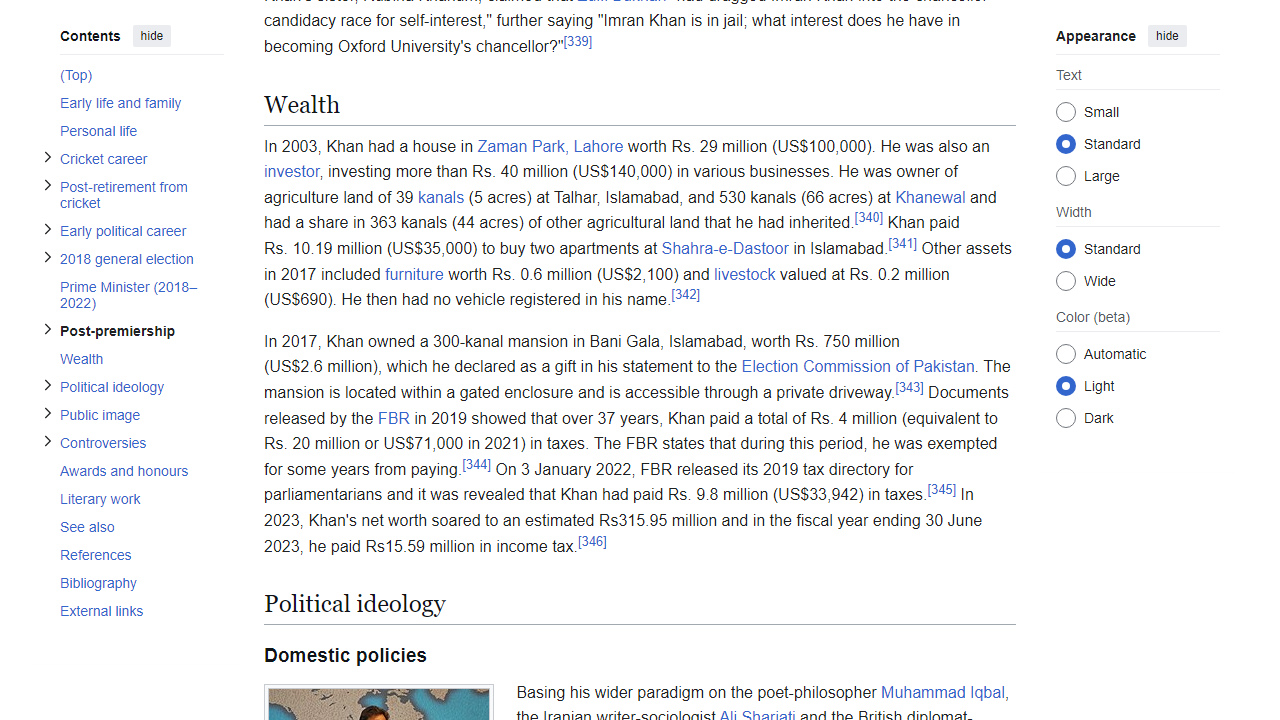 Contents hide
(Top)
Early life and family
Personal life
Cricket career
Post-retirement from
cricket
Early political career
2018 general election
Prime Minister (2018–
2022)
Post-premiership
Wealth
Political ideology
Public image
Controversies
Awards and honours
Literary work
See also
References
Bibliography
External links
candidacy race for self-interest," further saying "Imran Khan is in jail; what interest does he have in
becoming Oxford University's chancellor?"[339]
Wealth
In 2003, Khan had a house in Zaman Park, Lahore worth Rs. 29 million (US$100,000). He was also an
investor, investing more than Rs. 40 million (US$140,000) in various businesses. He was owner of
agriculture land of 39 kanals (5 acres) at Talhar, Islamabad, and 530 kanals (66 acres) at Khanewal and
had a share in 363 kanals (44 acres) of other agricultural land that he had inherited.[340] Khan paid
Rs. 10.19 million (US$35,000) to buy two apartments at Shahra-e-Dastoor in Islamabad.[341] Other assets
in 2017 included furniture worth Rs. 0.6 million (US$2,100) and livestock valued at Rs. 0.2 million
(US$690). He then had no vehicle registered in his name.[342]
In 2017, Khan owned a 300-kanal mansion in Bani Gala, Islamabad, worth Rs. 750 million
(US$2.6 million), which he declared as a gift in his statement to the Election Commission of Pakistan. The
mansion is located within a gated enclosure and is accessible through a private driveway.[343] Documents
released by the FBR in 2019 showed that over 37 years, Khan paid a total of Rs. 4 million (equivalent to
Rs. 20 million or US$71,000 in 2021) in taxes. The FBR states that during this period, he was exempted
for some years from paying.[344] On 3 January 2022, FBR released its 2019 tax directory for
parliamentarians and it was revealed that Khan had paid Rs. 9.8 million (US$33,942) in taxes.[345] In
2023, Khan's net worth soared to an estimated Rs315.95 million and in the fiscal year ending 30 June
2023, he paid Rs15.59 million in income tax.[346]
Political ideology
Domestic policies
Basing his wider paradigm on the poet-philosopher Muhammad Iqbal,
the Iranian writer-sociologist Ali Shariati and the British diplomat-
Appearance hide
Text
Small
Standard
Large
Width
Standard
Wide
Color (beta)
Automatic
Light
Dark